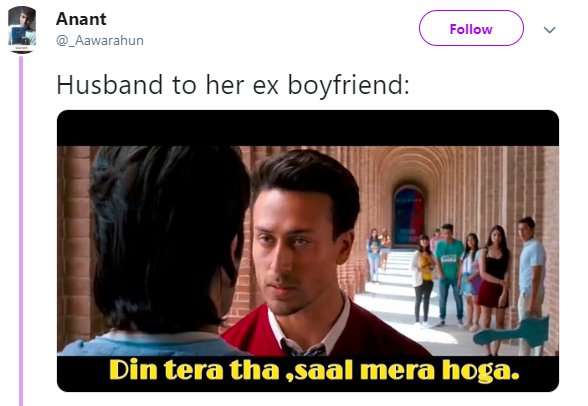 Anant
@_Aawarahun
Follow
Husband to her ex boyfriend:
Din tera tha ,saal mera hoga.